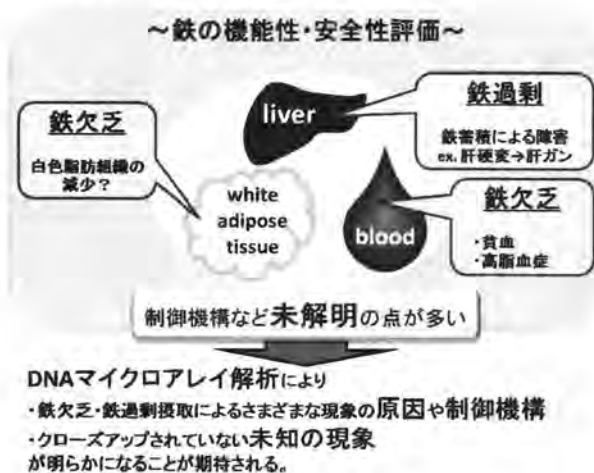 ～鉄の機能性・安全性評価～
鉄欠乏
白色脂肪組織の
減少？
liver
鉄過剰
鉄蓄積による障害
ex.肝硬変→肝ガン
white
adipose
tissue
blood
鉄欠乏
・貧血
・高脂血症
制御機構など未解明の点が多い
DNAマイクロアレイ解析により
・鉄欠乏・鉄過剰摂取によるさまざまな現象の原因や制御機構
・クローズアップされていない未知の現象
が明らかになることが期待される。